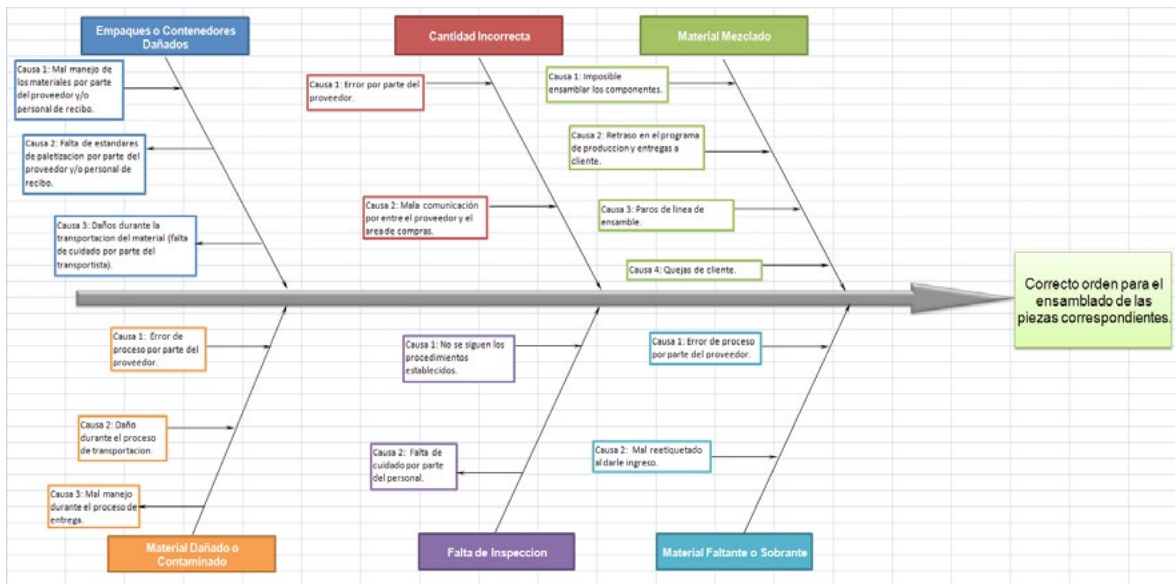 Empaques o Contenedores
Dañados
Cantidad Incorrecta
Material Mezclado
Causa 1: Mal manejo de
los materiales por parte
del proveedor y/o
personal de recibo.
Causa 2: Falta de estandares
de paletizacion por parte del
proveedor y/o personal de
recibo.
Causa 3: Daños durante la
transportacion del material (falta
de cuidado por parte del
transportista).
Causa 1: Error por parte del
proveedor.
Causa 2: Mala comunicación
por entre el proveedor y el
area de compras.
Causa 1: Imposible
ensamblar los componentes.
Causa 2: Retraso en el programa
de produccion y entregas a
cliente.
Causa 3: Paros de linea de
ensamble.
Causa 4: Quejas de cliente.
Correcto orden para el
ensamblado de las
piezas correspondientes.
Causa 1: Error de
proceso por parte del
proveedor.
Causa 2: Daño
durante el proceso
de transportacion.
Causa 3: Mal manejo
durante el proceso de
entrega.
Causa 1: No se siguen los
procedimientos
establecidos.
Causa 2: Falta de
cuidado por parte
del personal.
Causa 1: Error de proceso
por parte del proveedor.
Causa 2: Mal reetiquetado
al darle ingreso.
Material Dañado o
Contaminado
Falta de Inspeccion
Material Faltante o Sobrante